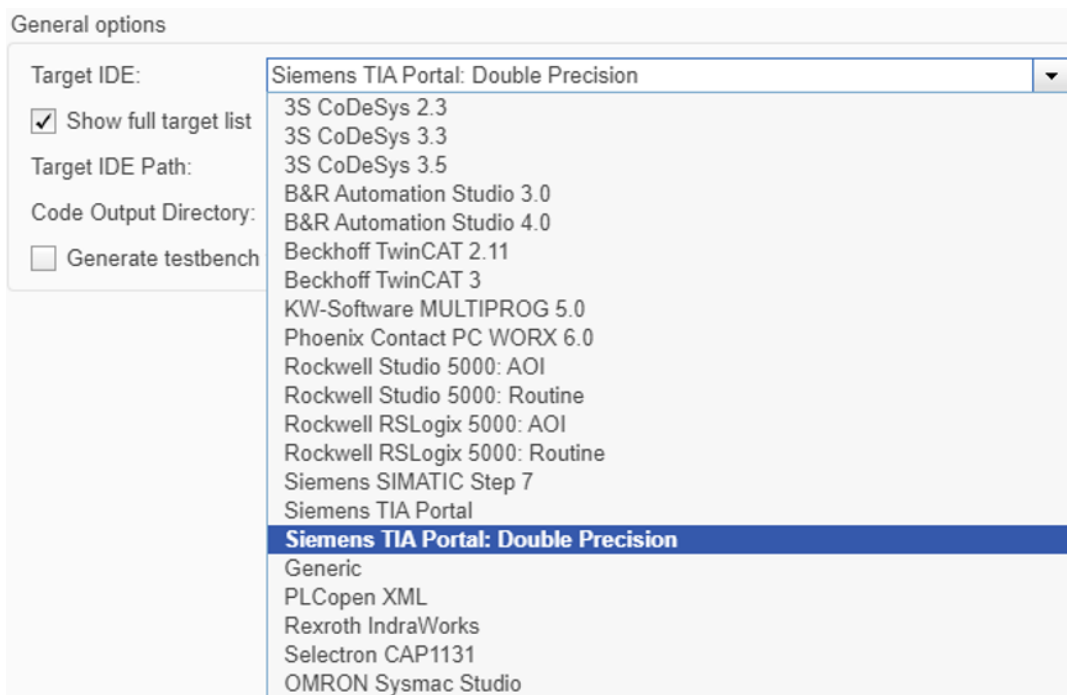 General options
Target IDE:
Siemens TIA Portal: Double Precision
Show full target list
Target IDE Path:
Code Output Directory:
Generate testbench
3S CoDeSys 2.3
3S CoDeSys 3.3
3S CoDeSys 3.5
B&R Automation Studio 3.0
B&R Automation Studio 4.0
Beckhoff TwinCAT 2.11
Beckhoff TwinCAT 3
KW-Software MULTIPROG 5.0
Phoenix Contact PC WORX 6.0
Rockwell Studio 5000: AOI
Rockwell Studio 5000: Routine
Rockwell RSLogix 5000: AOI
Rockwell RSLogix 5000: Routine
Siemens SIMATIC Step 7
Siemens TIA Portal
Siemens TIA Portal: Double Precision
Generic
PLCopen XML
Rexroth IndraWorks
Selectron CAP1131
OMRON Sysmac Studio